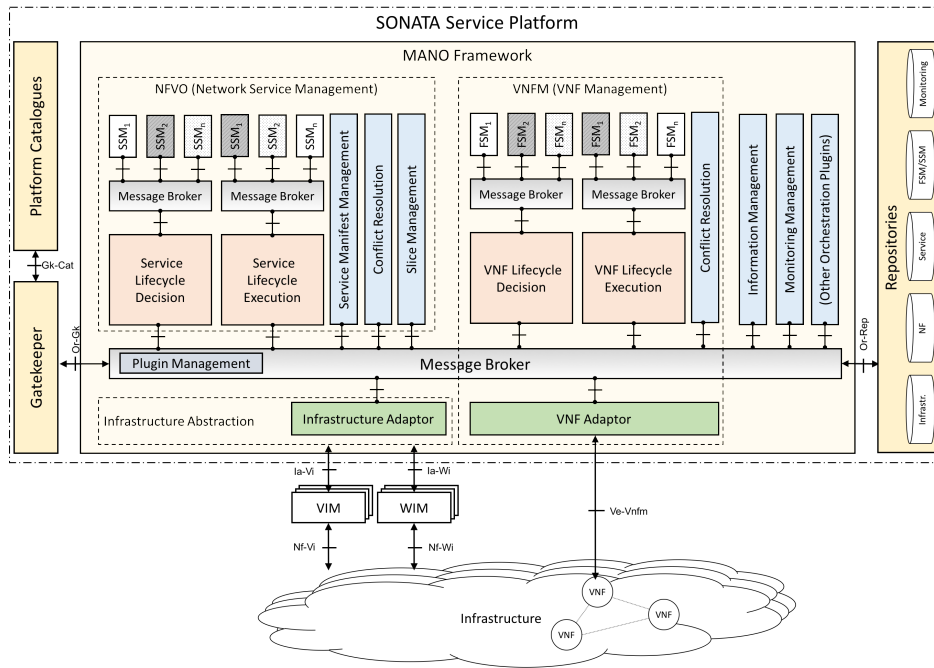 SONATA Service Platform
MANO Framework
Platform Catalogues
Gk-Cat
Gatekeeper
Or-Gk
NFVO (Network Service Management)
SSM1
SSM2
SSMn
SSM1
SSM2
SSMn
Message Broker
Message Broker
Service
Lifecycle
Decision
Service
Lifecycle
Execution
Service Manifest Management
Conflict Resolution
Slice Management
VNFM (VNF Management)
FSM1
FSM2
FSMn
FSM1
FSM2
FSMn
Message Broker
Message Broker
VNF Lifecycle
Decision
VNF Lifecycle
Execution
Conflict Resolution
Information Management
Monitoring Management
(Other Orchestration Plugins)
Plugin Management
Message Broker
Infrastructure Abstraction
Infrastructure Adaptor
VNF Adaptor
Or-Rep
Repositories
Monitoring
FSM/SSM
Service
NF
Infrastr.
Ia-Vi
Ia-Wi
VIM
WIM
Nf-Vi
Nf-Wi
Ve-Vnfm
Infrastructure
VNF
VNF
VNF